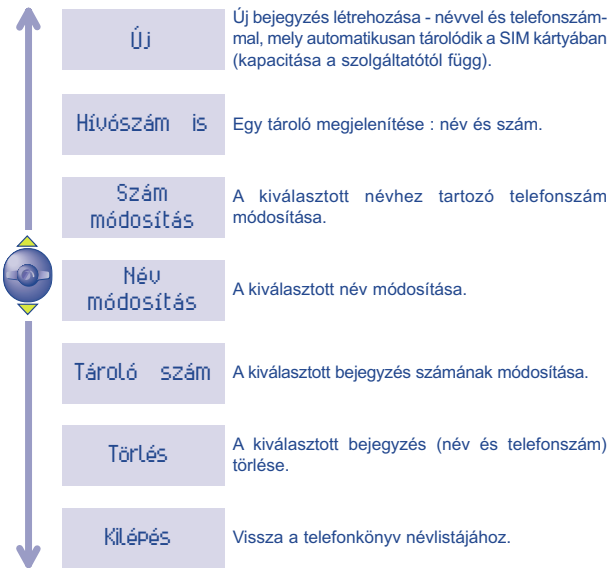 Új
Új bejegyzés létrehozása - névvel és telefonszám-
mal, mely automatikusan tárolódik a SIM kártyában
(kapacitása a szolgáltatótól függ).
Hívószám is
Egy tároló megjelenítése : név és szám.
Szám
módosítás
A kiválasztott névhez tartozó telefonszám
módosítása.
Név
módosítás
A kiválasztott név módosítása.
Tároló szám
A kiválasztott bejegyzés számának módosítása.
Törlés
A kiválasztott bejegyzés (név és telefonszám)
törlése.
Kilépés
Vissza a telefonkönyv névlistájához.